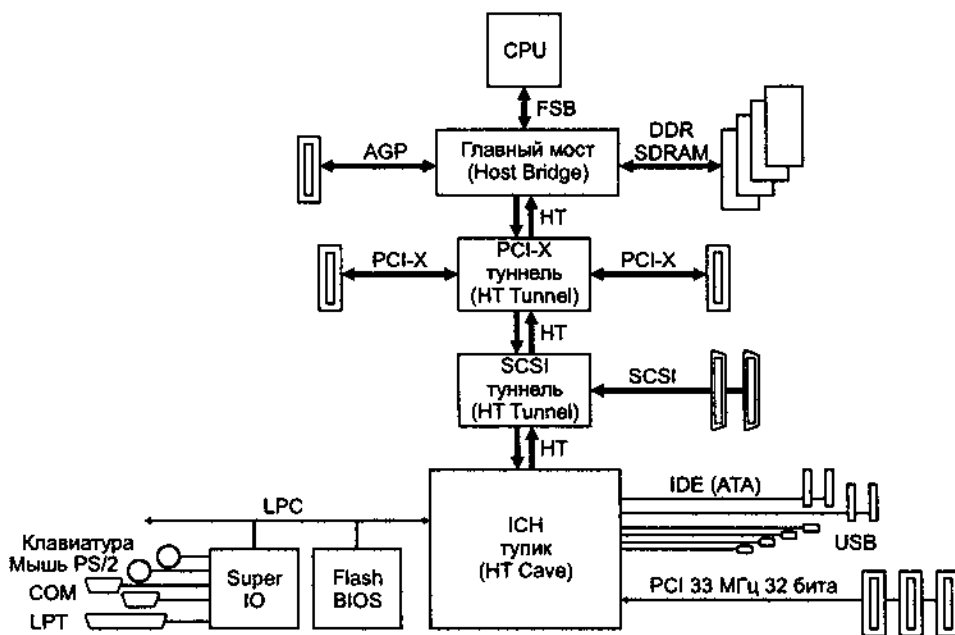 CPU
FSB
AGP
Главный мост
(Host Bridge)
DDR
SDRAM
HT
PCI-X
PCI-X
туннель
(HT Tunnel)
PCI-X
HT
SCSI
туннель
(HT Tunnel)
SCSI
HT
LPC
ICH
тупик
(HT Cave)
IDE (ATA)
USB
Клавиатура
Мышь PS/2
COM
LPT
Super
IO
Flash
BIOS
PCI 33 МГц 32 бита